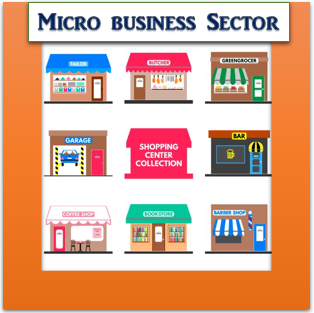 Micro business Sector
TAILOR
BUTCHER
GREENGROCER
GARAGE
SHOPPING
CENTER
COLLECTION
BAR
COFFEE SHOP
BOOKSTORE
BARBER SHOP